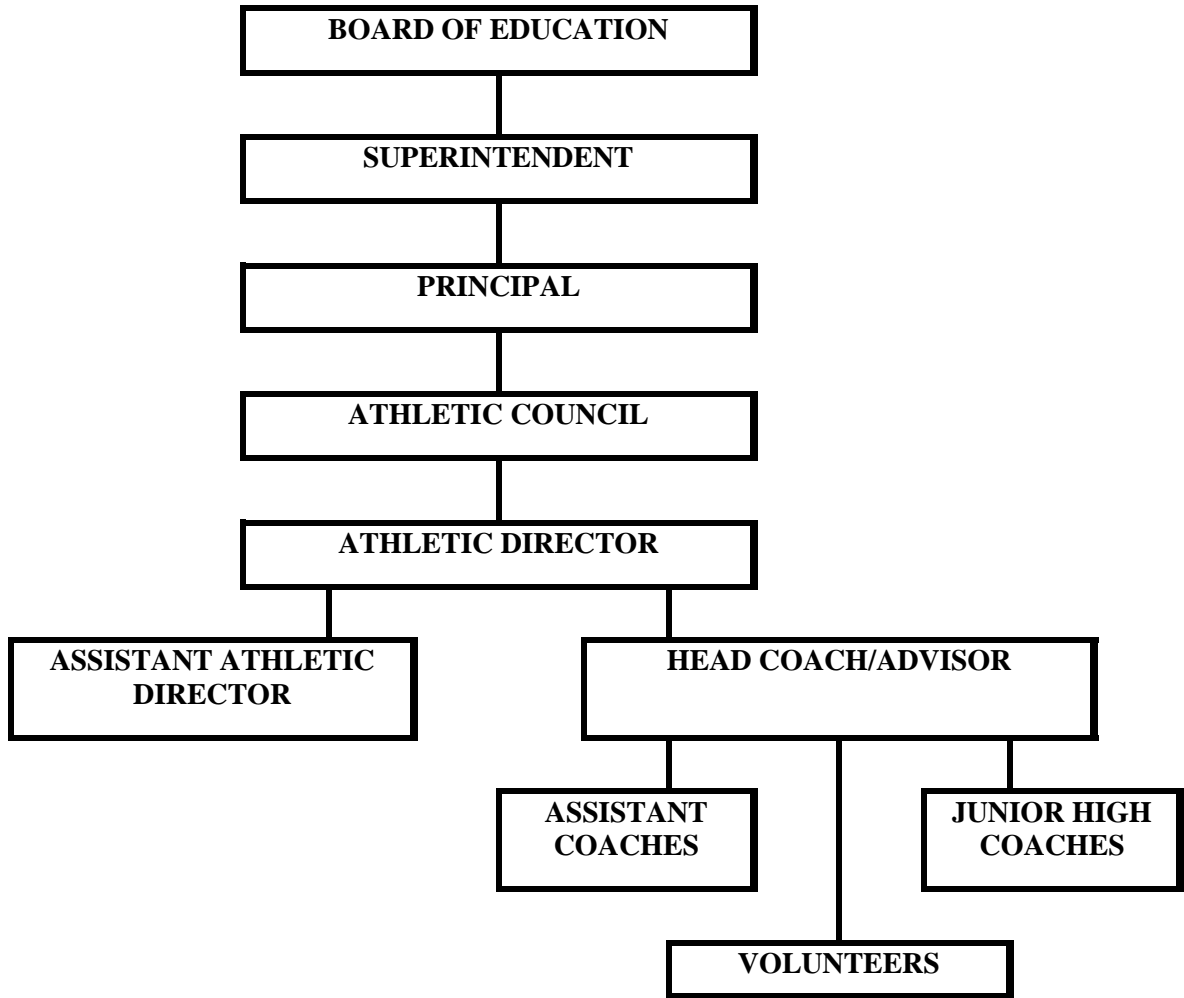 BOARD OF EDUCATION
SUPERINTENDENT
PRINCIPAL
ATHLETIC COUNCIL
ATHLETIC DIRECTOR
ASSISTANT ATHLETIC
DIRECTOR
HEAD COACH/ADVISOR
ASSISTANT
COACHES
JUNIOR HIGH
COACHES
VOLUNTEERS